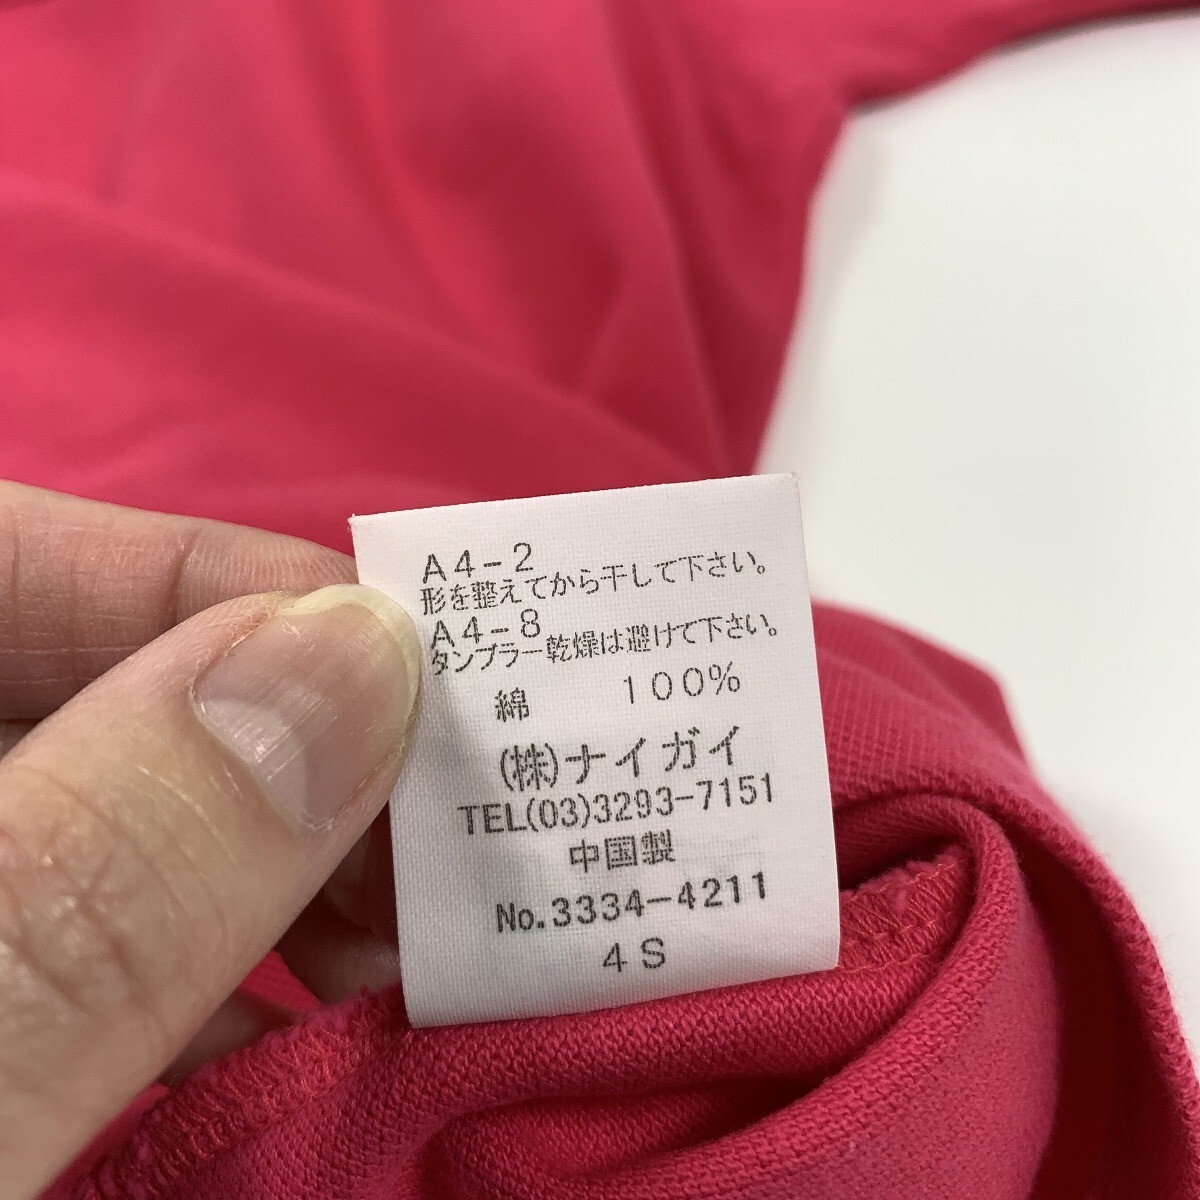 A4-2
形を整えてから干して下さい。
A4-8
タンブラー乾燥は避けて下さい。
綿 100%
(株)ナイガイ
TEL(03)3293-7151
中国製
No.3334-4211
4S